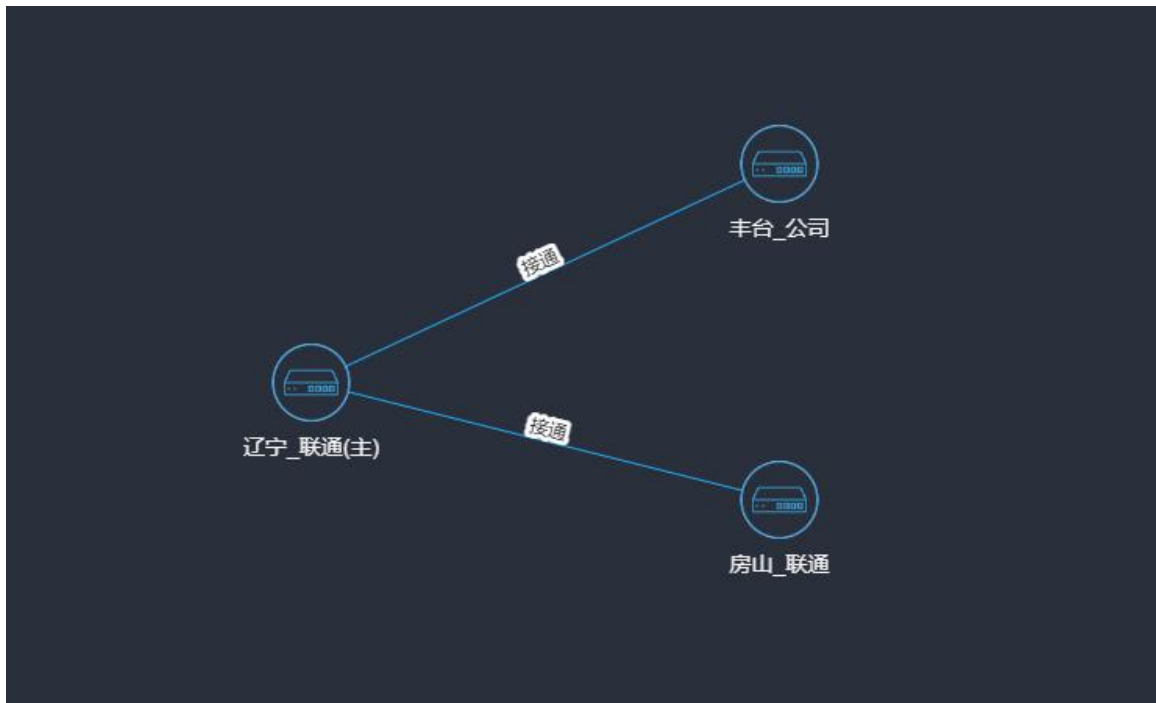 丰台_公司
接通
辽宁_联通(主)
接通
房山_联通